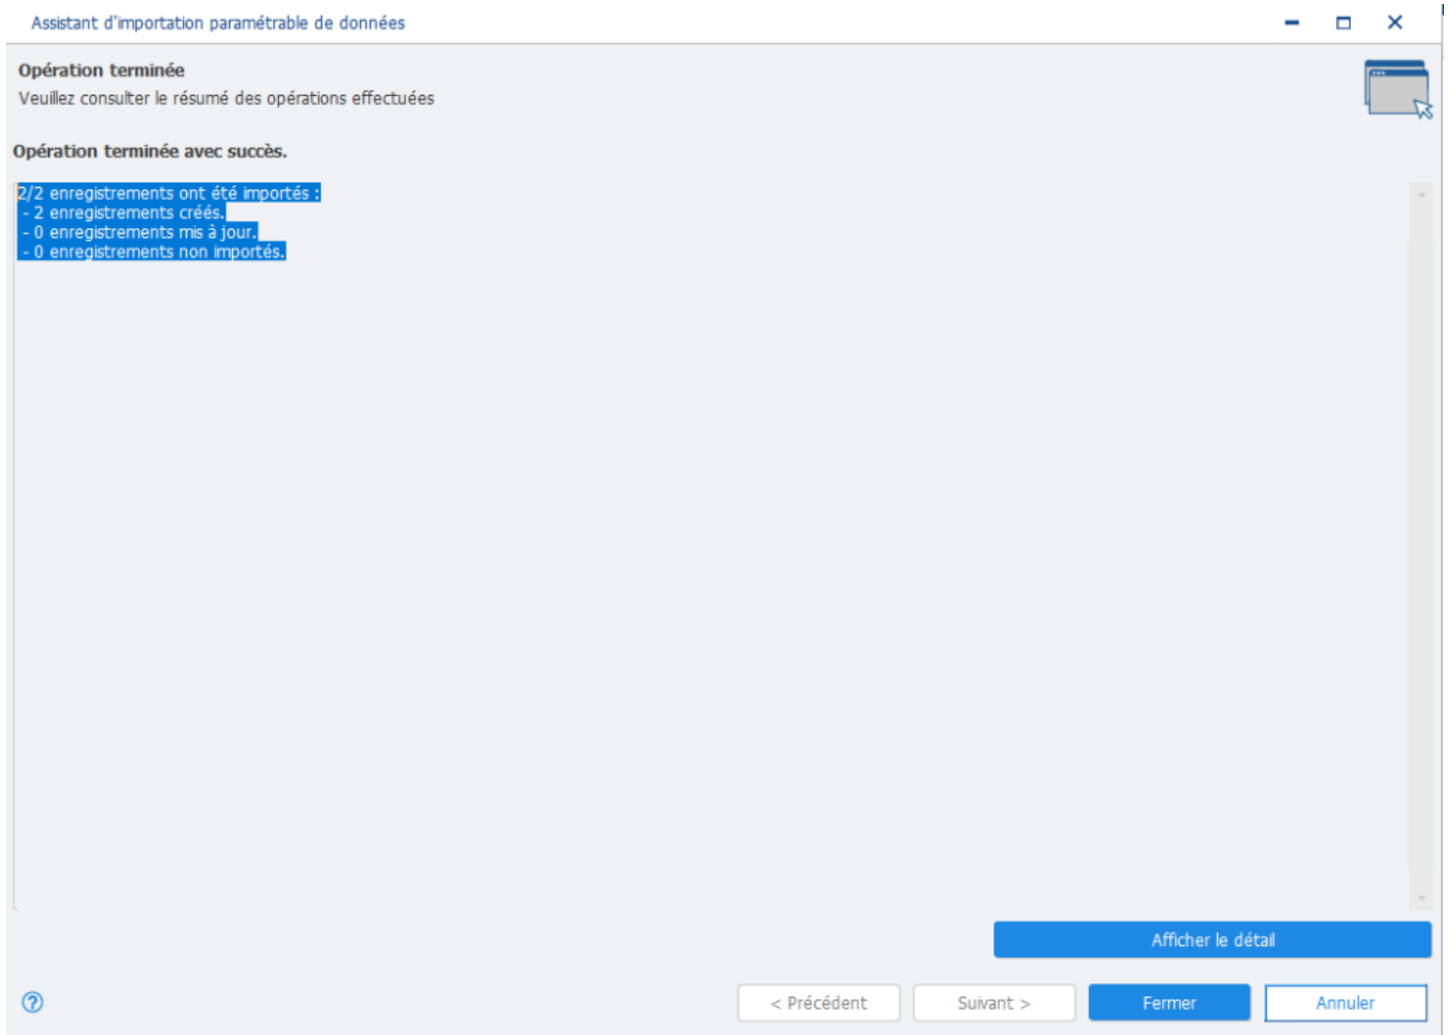 Assistant d'importation paramétrable de données
Opération terminée
Veuillez consulter le résumé des opérations effectuées
Opération terminée avec succès.
2/2 enregistrements ont été importés :
- 2 enregistrements créés.
- 0 enregistrements mis à jour.
- 0 enregistrements non importés.
Afficher le détail
< Précédent
Suivant >
Fermer
Annuler